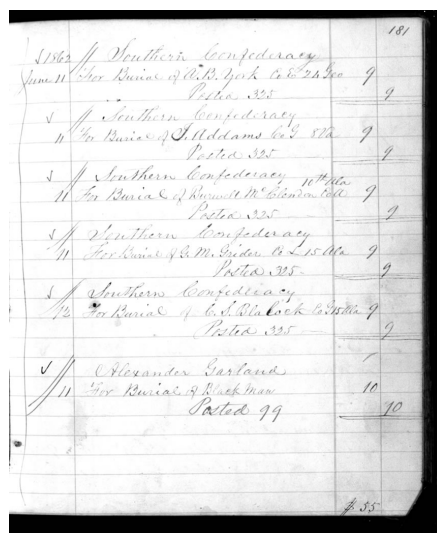 181
1862 // Southern Confederacy
June 11 For Burial of A.B. York Co E 24 Geo 9
Posted 325 9
// Southern Confederacy
11 For Burial of S. Addams Co G 8 Va 9
Posted 325 9
// Southern Confederacy
11 For Burial of Burwell McClendon Co A 10th Ala 9
Posted 325 9
// Southern Confederacy
11 For Burial of G. M. Grider Co L 15 Ala 9
Posted 325 9
// Southern Confederacy
12 For Burial of C. S. Blalock Co G 15 Ala 9
Posted 325 9
// Alexander Garland
11 For Burial of Black Man 10
Posted 99 10
$ 55